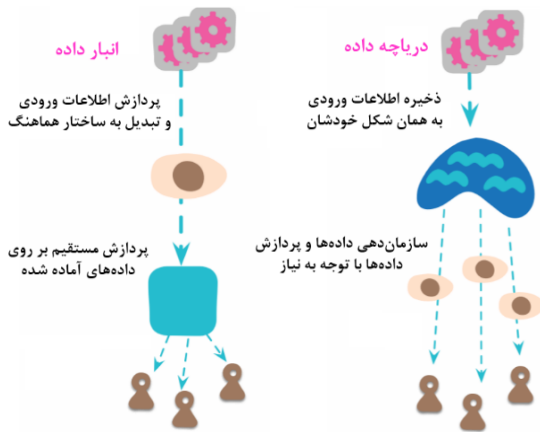 دریاچه داده
ذخیره اطلاعات ورودی
به همان شکل خودشان
سازمان‌دهی داده‌ها و پردازش
داده‌ها با توجه به نیاز
انبار داده
پردازش اطلاعات ورودی
و تبدیل به ساختار هماهنگ
پردازش مستقیم بر روی
داده‌های آماده شده